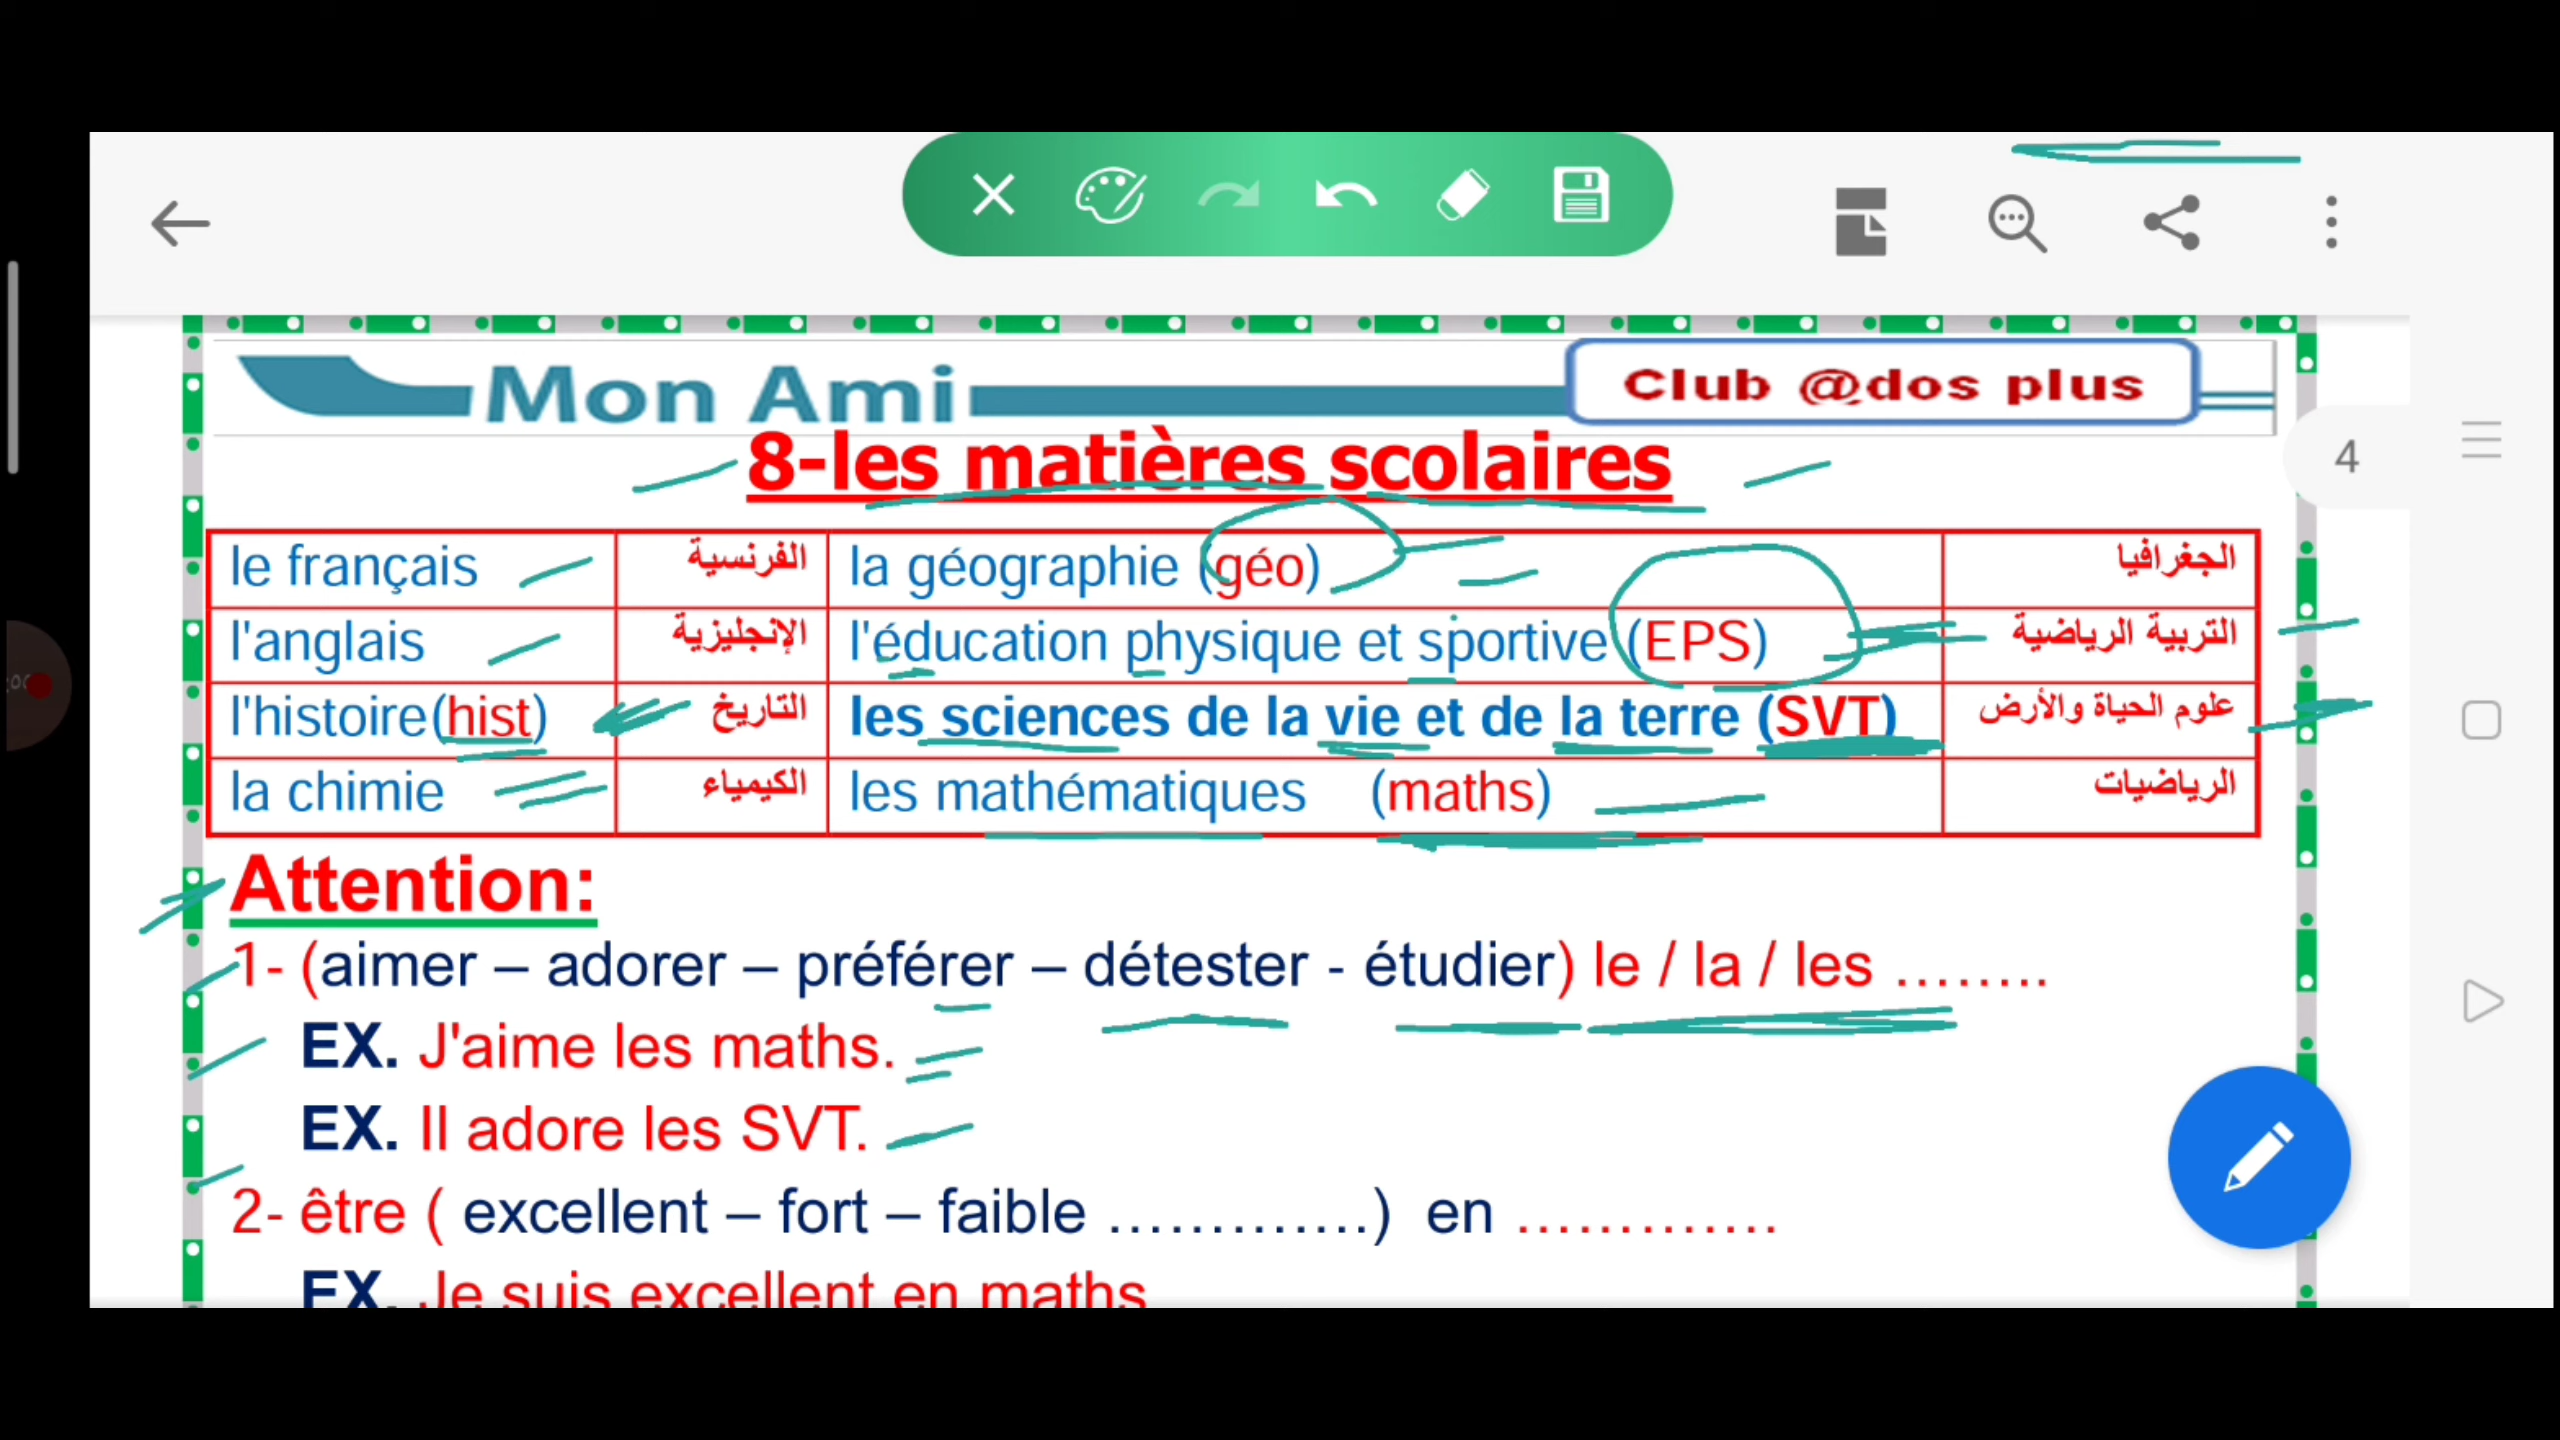 Mon Ami Club @dos plus
8-les matières scolaires
4
le français الفرنسية la géographie (géo) الجغرافيا
l'anglais الإنجليزية l'éducation physique et sportive (EPS) التربية الرياضية
l'histoire(hist) التاريخ les sciences de la vie et de la terre (SVT) علوم الحياة والأرض
la chimie الكيمياء les mathématiques (maths) الرياضيات
Attention:
1- (aimer – adorer – préférer – détester - étudier) le / la / les ........
EX. J'aime les maths.
EX. Il adore les SVT.
2- être ( excellent – fort – faible .............) en .............
EX. Je suis excellent en maths